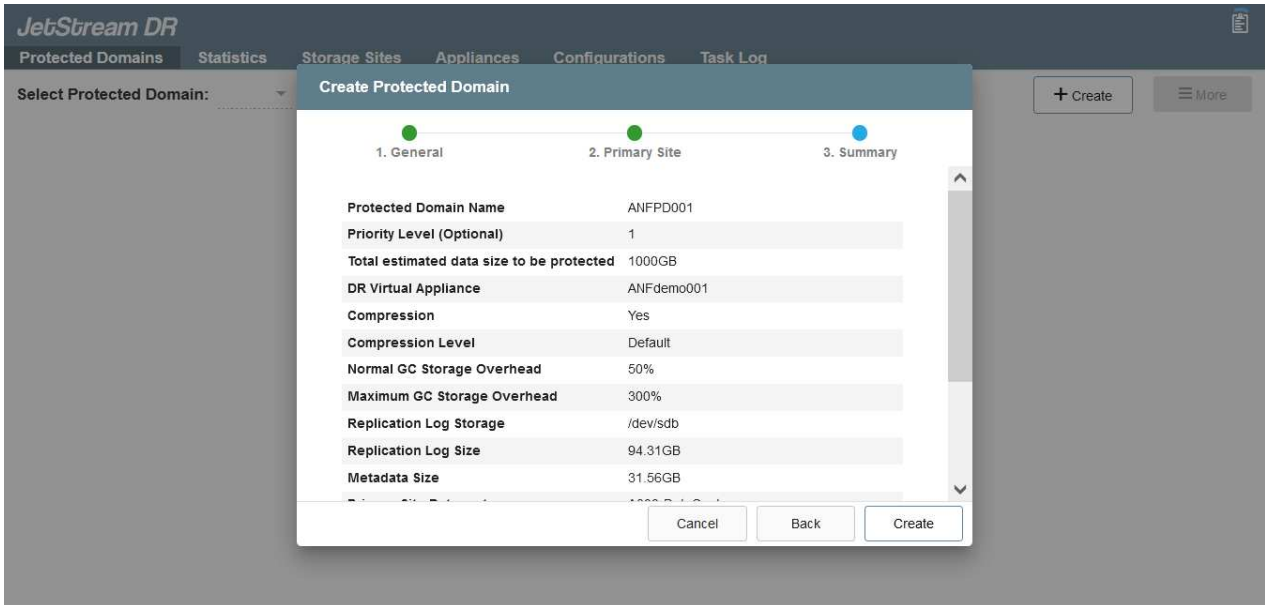 JetStream DR
Protected Domains Statistics Storage Sites Appliances Configurations Task Log
Select Protected Domain:
+ Create
More
Create Protected Domain
1. General 2. Primary Site 3. Summary
Protected Domain Name ANFPD001
Priority Level (Optional) 1
Total estimated data size to be protected 1000GB
DR Virtual Appliance ANFdemo001
Compression Yes
Compression Level Default
Normal GC Storage Overhead 50%
Maximum GC Storage Overhead 300%
Replication Log Storage /dev/sdb
Replication Log Size 94.31GB
Metadata Size 31.56GB
Cancel Back Create